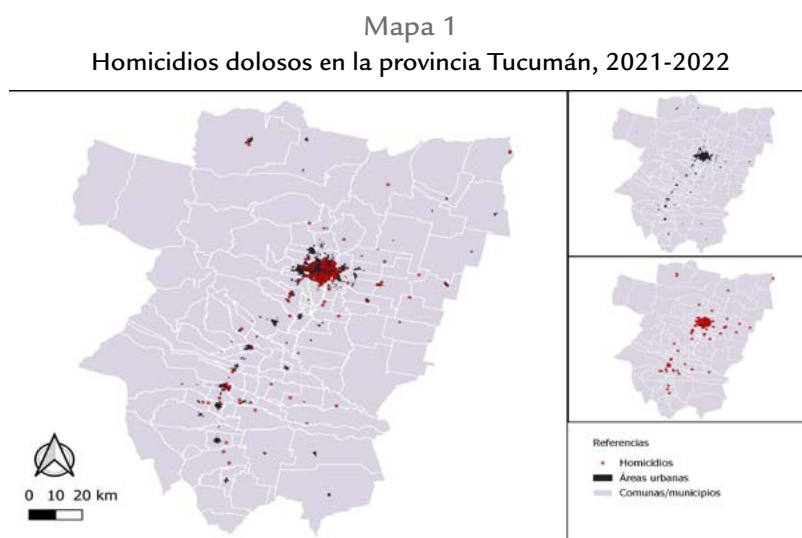 Mapa 1
Homicidios dolosos en la provincia Tucumán, 2021-2022
0 10 20 km
Referencias
Homicidios
Áreas urbanas
Comunas/municipios